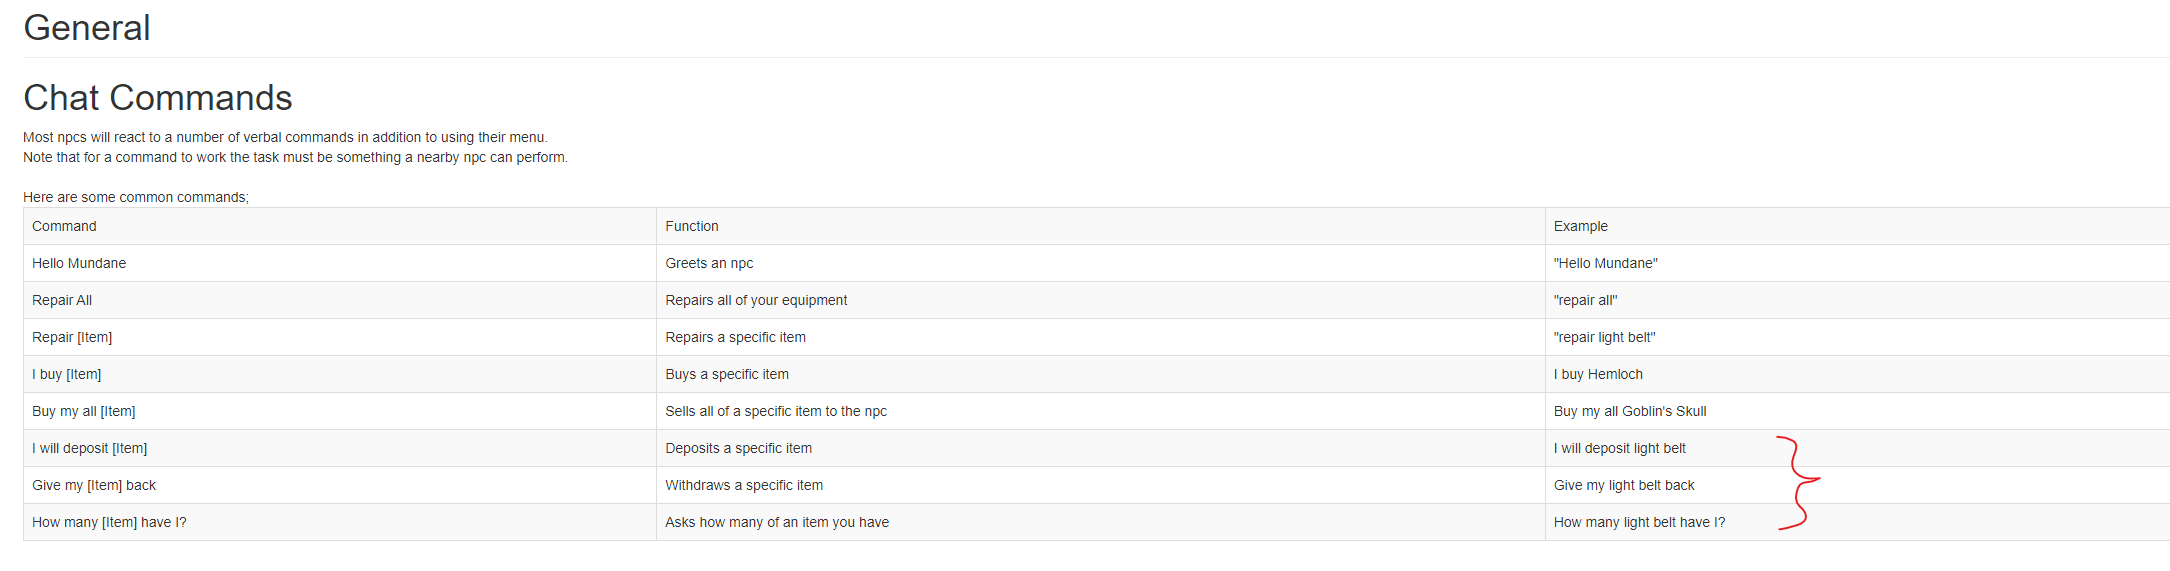 General
Chat Commands
Most npcs will react to a number of verbal commands in addition to using their menu.
Note that for a command to work the task must be something a nearby npc can perform.
Here are some common commands;
Command Function Example
Hello Mundane Greets an npc "Hello Mundane"
Repair All Repairs all of your equipment "repair all"
Repair [Item] Repairs a specific item "repair light belt"
I buy [Item] Buys a specific item I buy Hemloch
Buy my all [Item] Sells all of a specific item to the npc Buy my all Goblin's Skull
I will deposit [Item] Deposits a specific item I will deposit light belt
Give my [Item] back Withdraws a specific item Give my light belt back
How many [Item] have I? Asks how many of an item you have How many light belt have I?